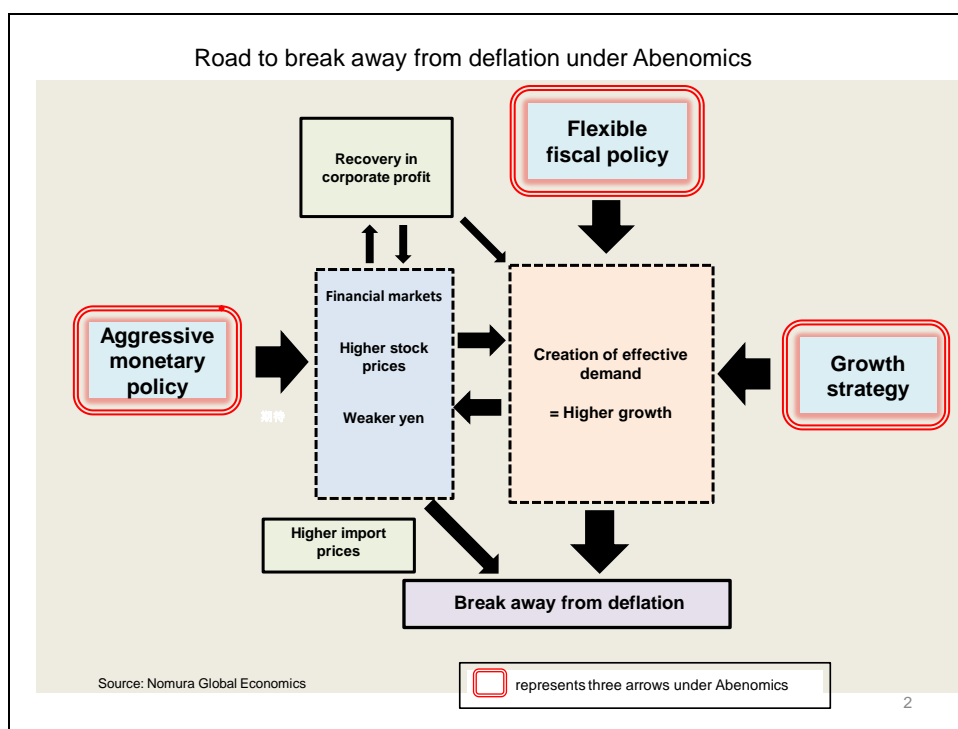 Road to break away from deflation under Abenomics
Flexible
fiscal policy
Recovery in
corporate profit
Financial markets
Higher stock
prices
Weaker yen
Aggressive
monetary
policy
期待
Creation of effective
demand
= Higher growth
Growth
strategy
Higher import
prices
Break away from deflation
Source: Nomura Global Economics
represents three arrows under Abenomics
2